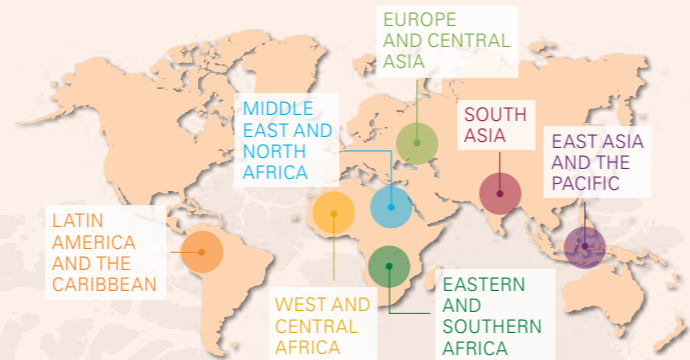 EUROPE
AND CENTRAL
ASIA
MIDDLE
EAST AND
NORTH
AFRICA
SOUTH
ASIA
EAST ASIA
AND THE
PACIFIC
LATIN
AMERICA
AND THE
CARIBBEAN
WEST AND
CENTRAL
AFRICA
EASTERN
AND
SOUTHERN
AFRICA